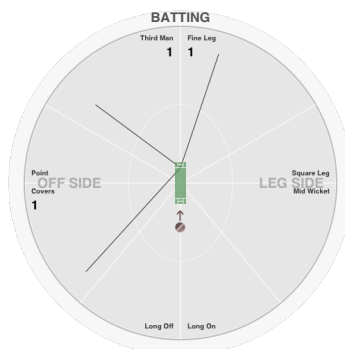 BATTING
Third Man
Fine Leg
1
1
Point
Square Leg
OFF SIDE
LEG SIDE
Covers
Mid Wicket
1
Long Off
Long On